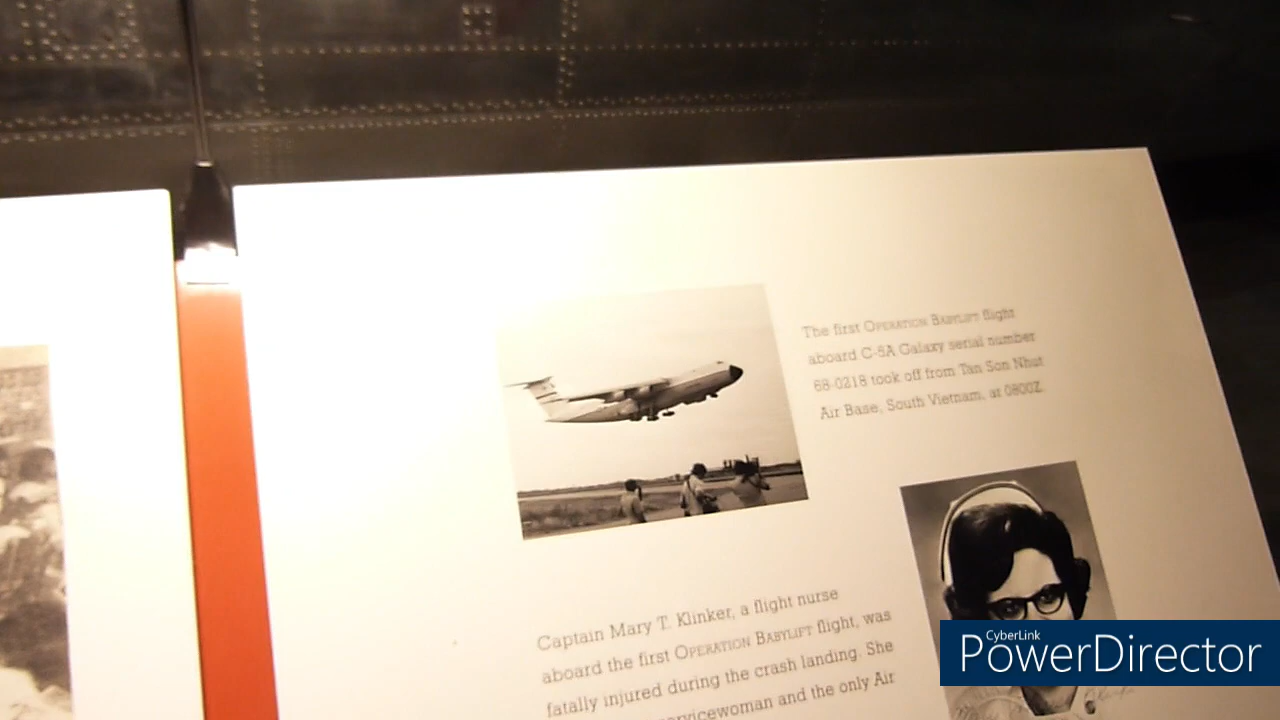 The first OPERATION BABYLIFT flight
aboard C-5A Galaxy serial number
68-0218 took off from Tan Son Nhut
Air Base, South Vietnam, at 0800Z.
Captain Mary T. Klinker, a flight nurse
aboard the first OPERATION BABYLIFT flight, was
fatally injured during the crash landing. She
servicewoman and the only Air
CyberLink
PowerDirector